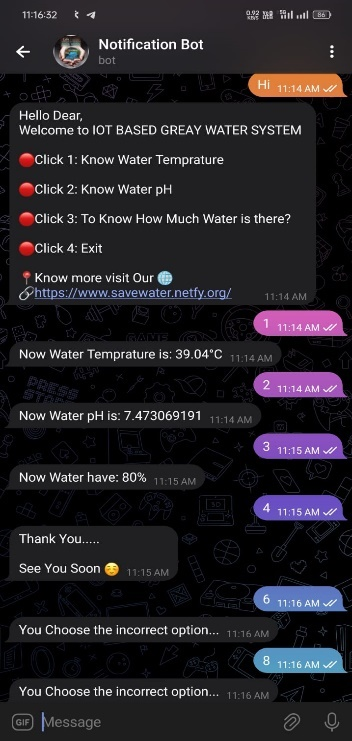 11:16:32
0.92 KB/S
86
Notification Bot
bot
Hi 11:14 AM
Hello Dear,
Welcome to IOT BASED GREAY WATER SYSTEM
🔴Click 1: Know Water Temprature
🔴Click 2: Know Water pH
🔴Click 3: To Know How Much Water is there?
🔴Click 4: Exit
📍Know more visit Our 🌐
🔗https://www.savewater.netfy.org/ 11:14 AM
1 11:14 AM
Now Water Temprature is: 39.04°C 11:14 AM
2 11:14 AM
Now Water pH is: 7.473069191 11:14 AM
3 11:15 AM
Now Water have: 80% 11:15 AM
4 11:15 AM
Thank You.....
See You Soon ☺️ 11:15 AM
6 11:16 AM
You Choose the incorrect option... 11:16 AM
8 11:16 AM
You Choose the incorrect option... 11:16 AM
GIF Message